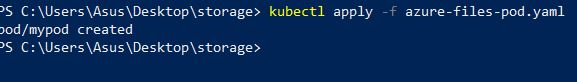 PS C:\Users\Asus\Desktop\storage> kubectl apply -f azure-files-pod.yaml
pod/mypod created
PS C:\Users\Asus\Desktop\storage>